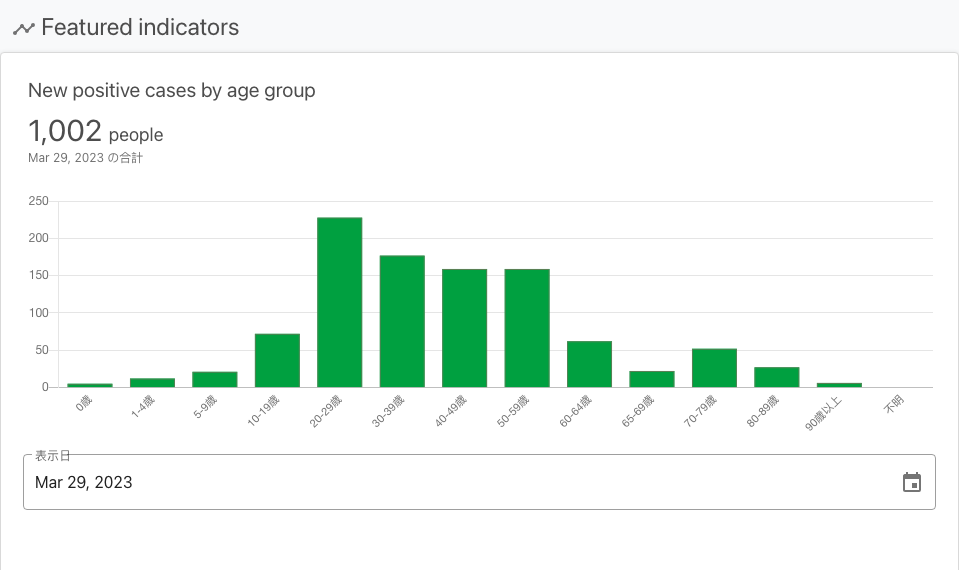 Featured indicators
New positive cases by age group
1,002 people
Mar 29, 2023 の合計
250
200
150
100
50
0
0歳
1-4歳
5-9歳
10-19歳
20-29歳
30-39歳
40-49歳
50-59歳
60-64歳
65-69歳
70-79歳
80-89歳
90歳以上
不明
表示日
Mar 29, 2023